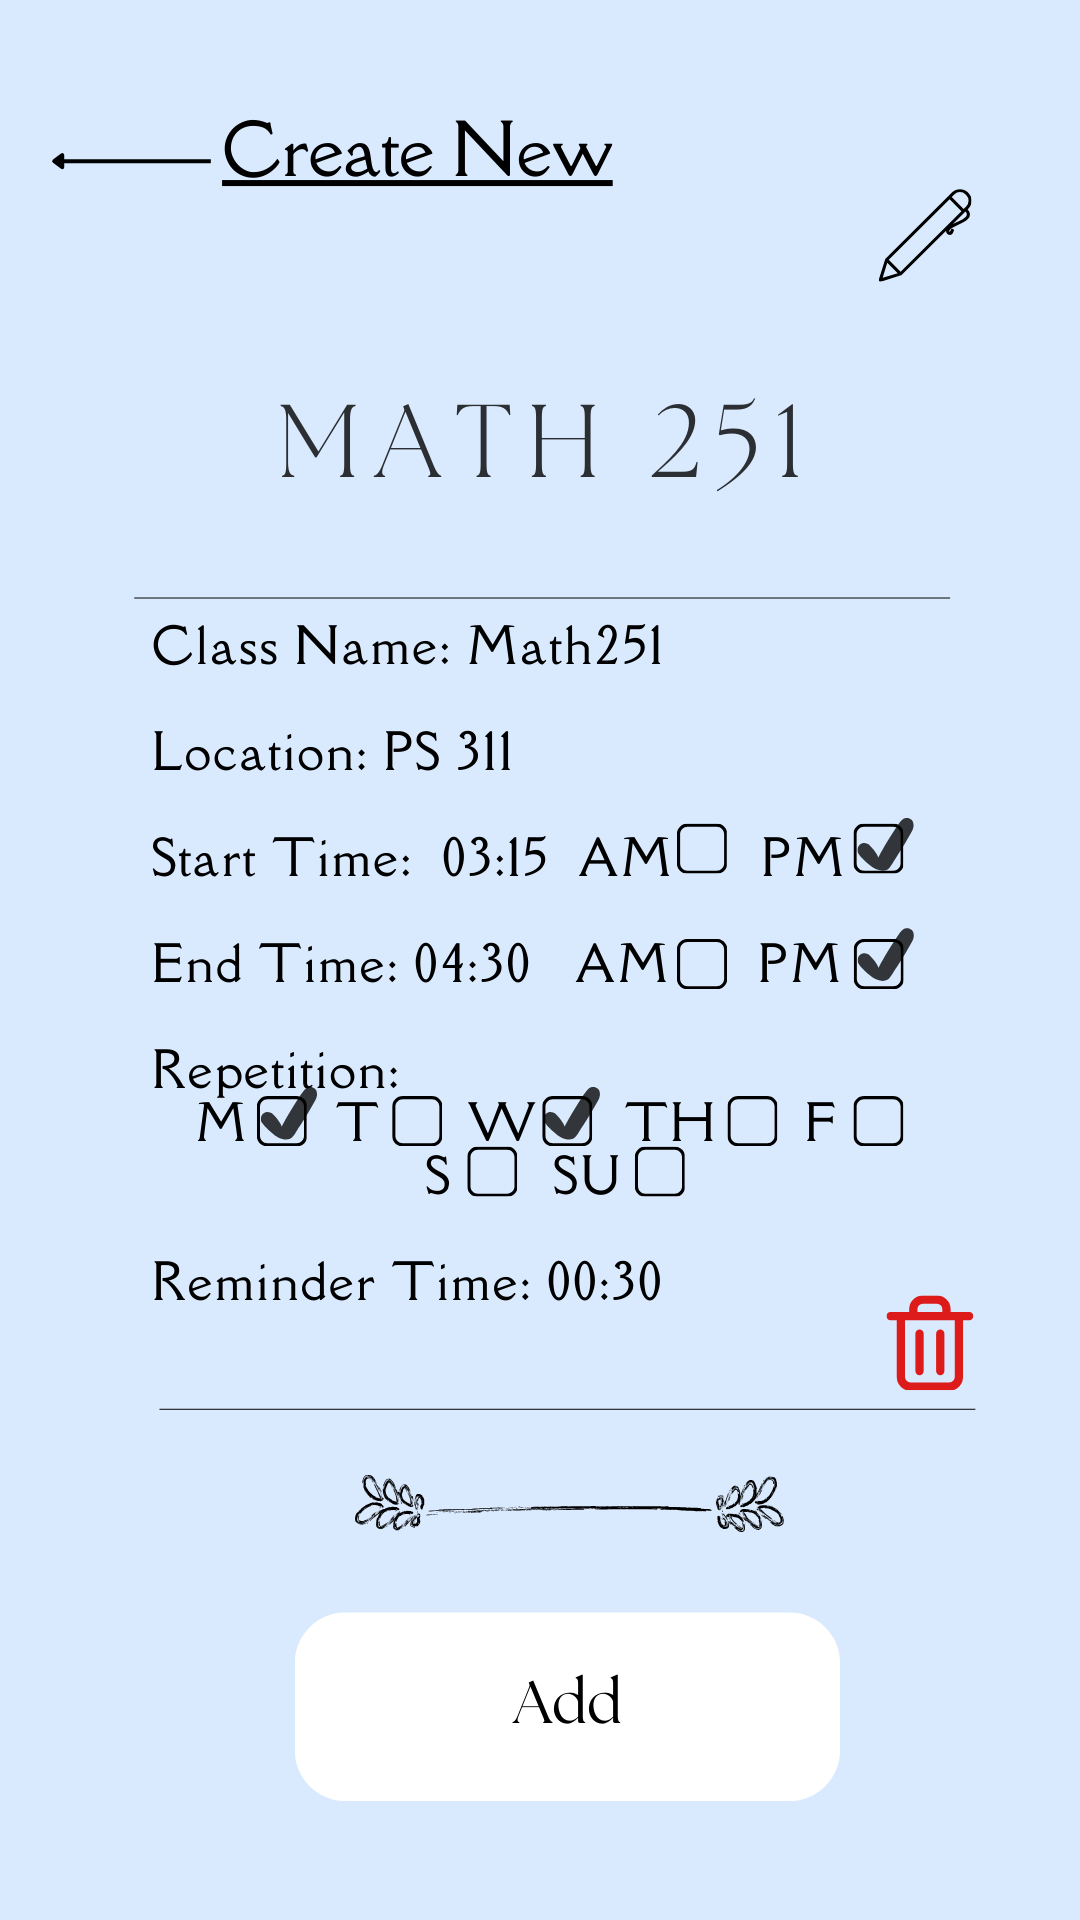 Create New
MATH 251
Class Name: Math251
Location: PS 311
Start Time: 03:15 AM PM
End Time: 04:30 AM PM
Repetition:
M T W TH F
S SU
Reminder Time: 00:30
Add